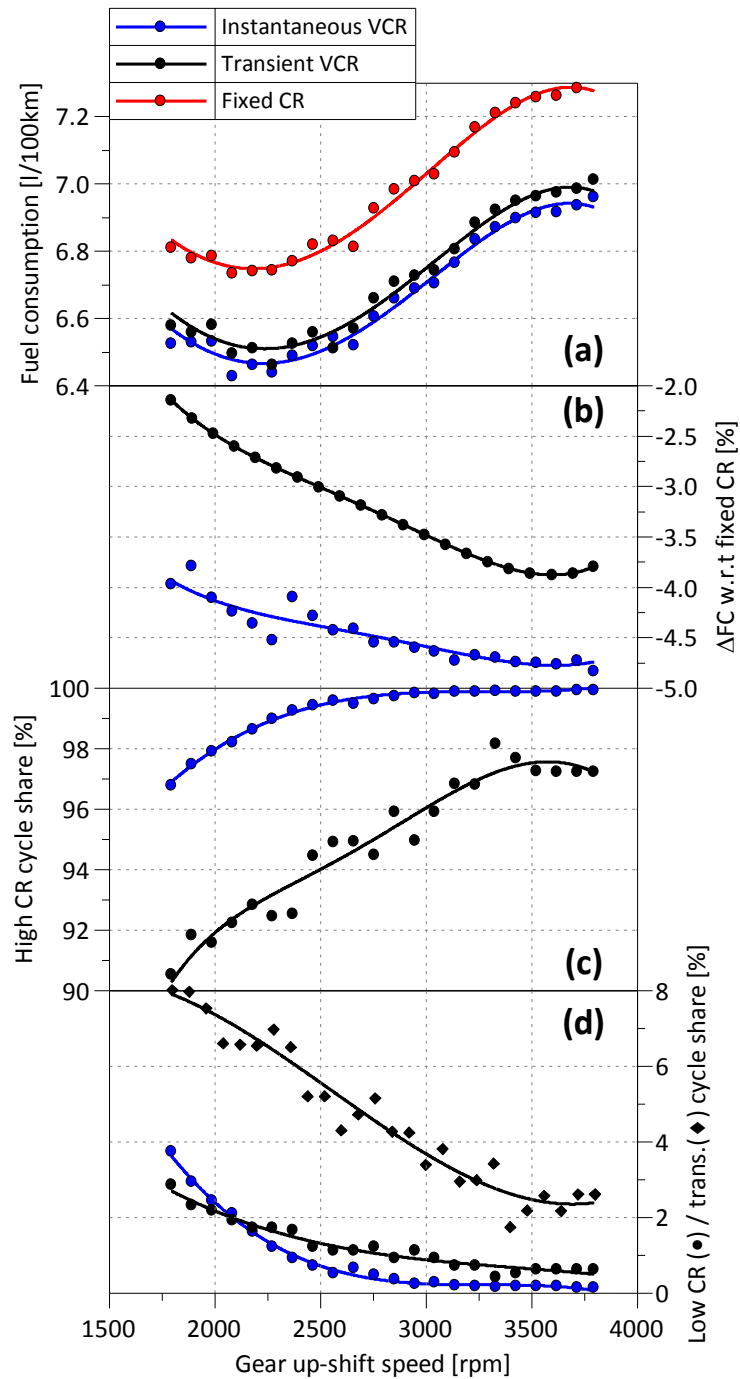 Instantaneous VCR
Transient VCR
Fixed CR
Fuel consumption [l/100km]
7.2
7.0
6.8
6.6
6.4
(a)
(b)
-2.0
-2.5
-3.0
-3.5
-4.0
-4.5
-5.0
ΔFC w.r.t fixed CR [%]
High CR cycle share [%]
100
98
96
94
92
90
(c)
(d)
8
6
4
2
0
Low CR (●) / trans.(◆) cycle share [%]
1500 2000 2500 3000 3500 4000
Gear up-shift speed [rpm]